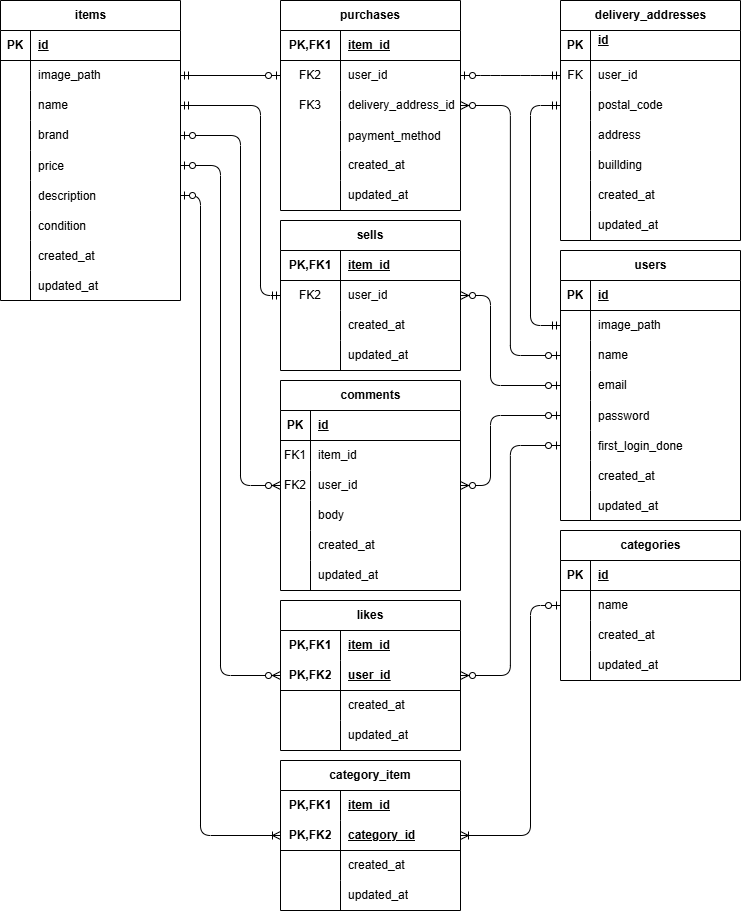 items
PK id
image_path
name
brand
price
description
condition
created_at
updated_at
purchases
PK,FK1 item_id
FK2 user_id
FK3 delivery_address_id
payment_method
created_at
updated_at
sells
PK,FK1 item_id
FK2 user_id
created_at
updated_at
comments
PK id
FK1 item_id
FK2 user_id
body
created_at
updated_at
likes
PK,FK1 item_id
PK,FK2 user_id
created_at
updated_at
category_item
PK,FK1 item_id
PK,FK2 category_id
created_at
updated_at
delivery_addresses
PK id
FK user_id
postal_code
address
buillding
created_at
updated_at
users
PK id
image_path
name
email
password
first_login_done
created_at
updated_at
categories
PK id
name
created_at
updated_at